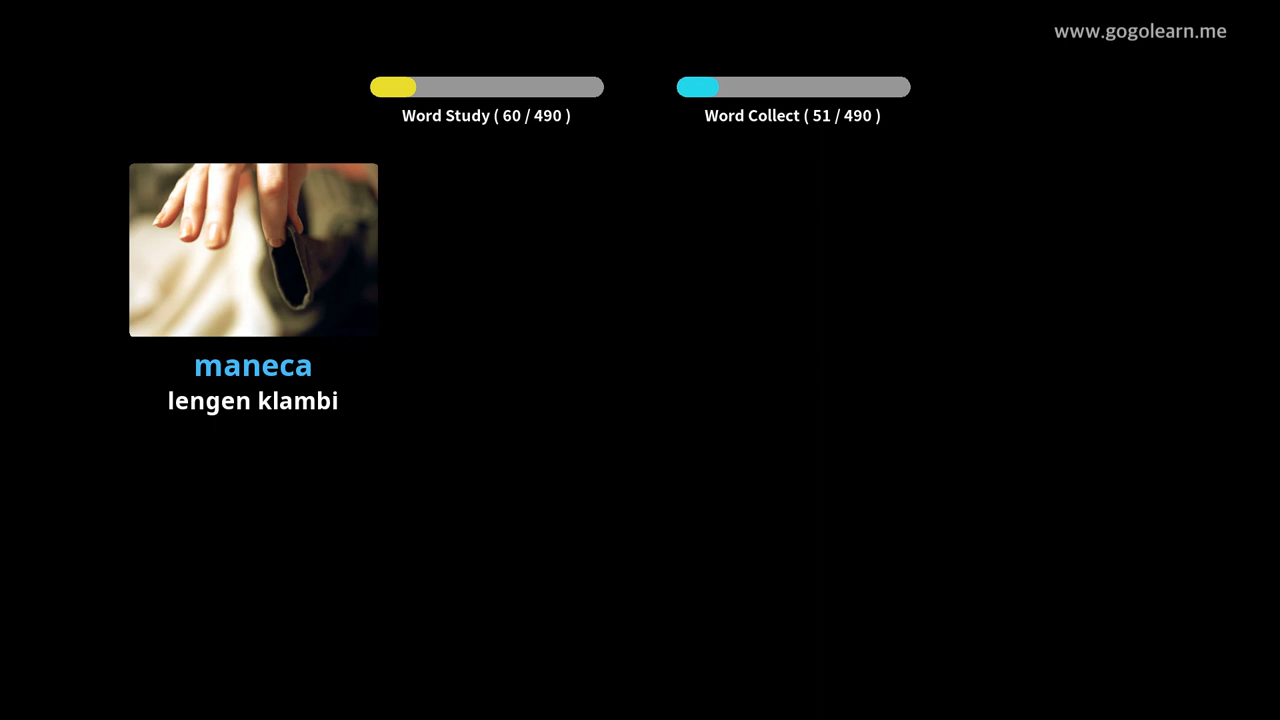 www.gogolearn.me
Word Study ( 60 / 490 )
Word Collect ( 51 / 490 )
maneca
lengen klambi